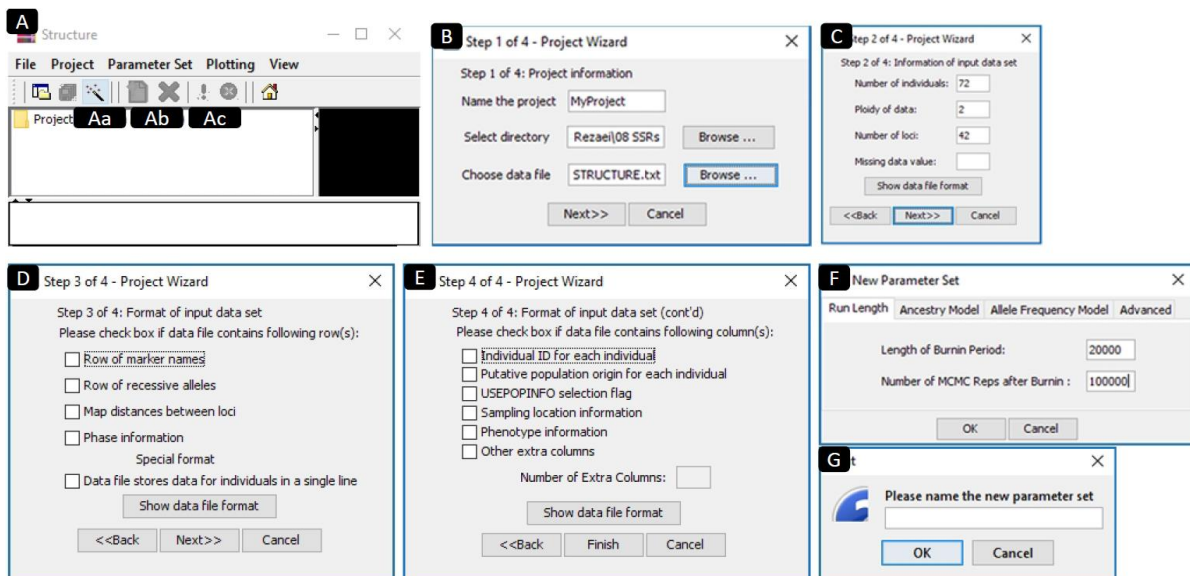 A
Structure
File Project Parameter Set Plotting View
Project
Aa Ab Ac
B
Step 1 of 4 - Project Wizard
Step 1 of 4: Project information
Name the project MyProject
Select directory Rezaei\08 SSRs Browse ...
Choose data file STRUCTURE.txt Browse ...
Next>> Cancel
C
Step 2 of 4 - Project Wizard
Step 2 of 4: Information of input data set
Number of individuals: 72
Ploidy of data: 2
Number of loci: 42
Missing data value:
Show data file format
<<Back Next>> Cancel
D
Step 3 of 4 - Project Wizard
Step 3 of 4: Format of input data set
Please check box if data file contains following row(s):
Row of marker names
Row of recessive alleles
Map distances between loci
Phase information
Special format
Data file stores data for individuals in a single line
Show data file format
<<Back Next>> Cancel
E
Step 4 of 4 - Project Wizard
Step 4 of 4: Format of input data set (cont'd)
Please check box if data file contains following column(s):
Individual ID for each individual
Putative population origin for each individual
USEPOPINFO selection flag
Sampling location information
Phenotype information
Other extra columns
Number of Extra Columns:
Show data file format
<<Back Finish Cancel
F
New Parameter Set
Run Length Ancestry Model Allele Frequency Model Advanced
Length of Burnin Period: 20000
Number of MCMC Reps after Burnin : 100000
OK Cancel
G
Please name the new parameter set
OK Cancel